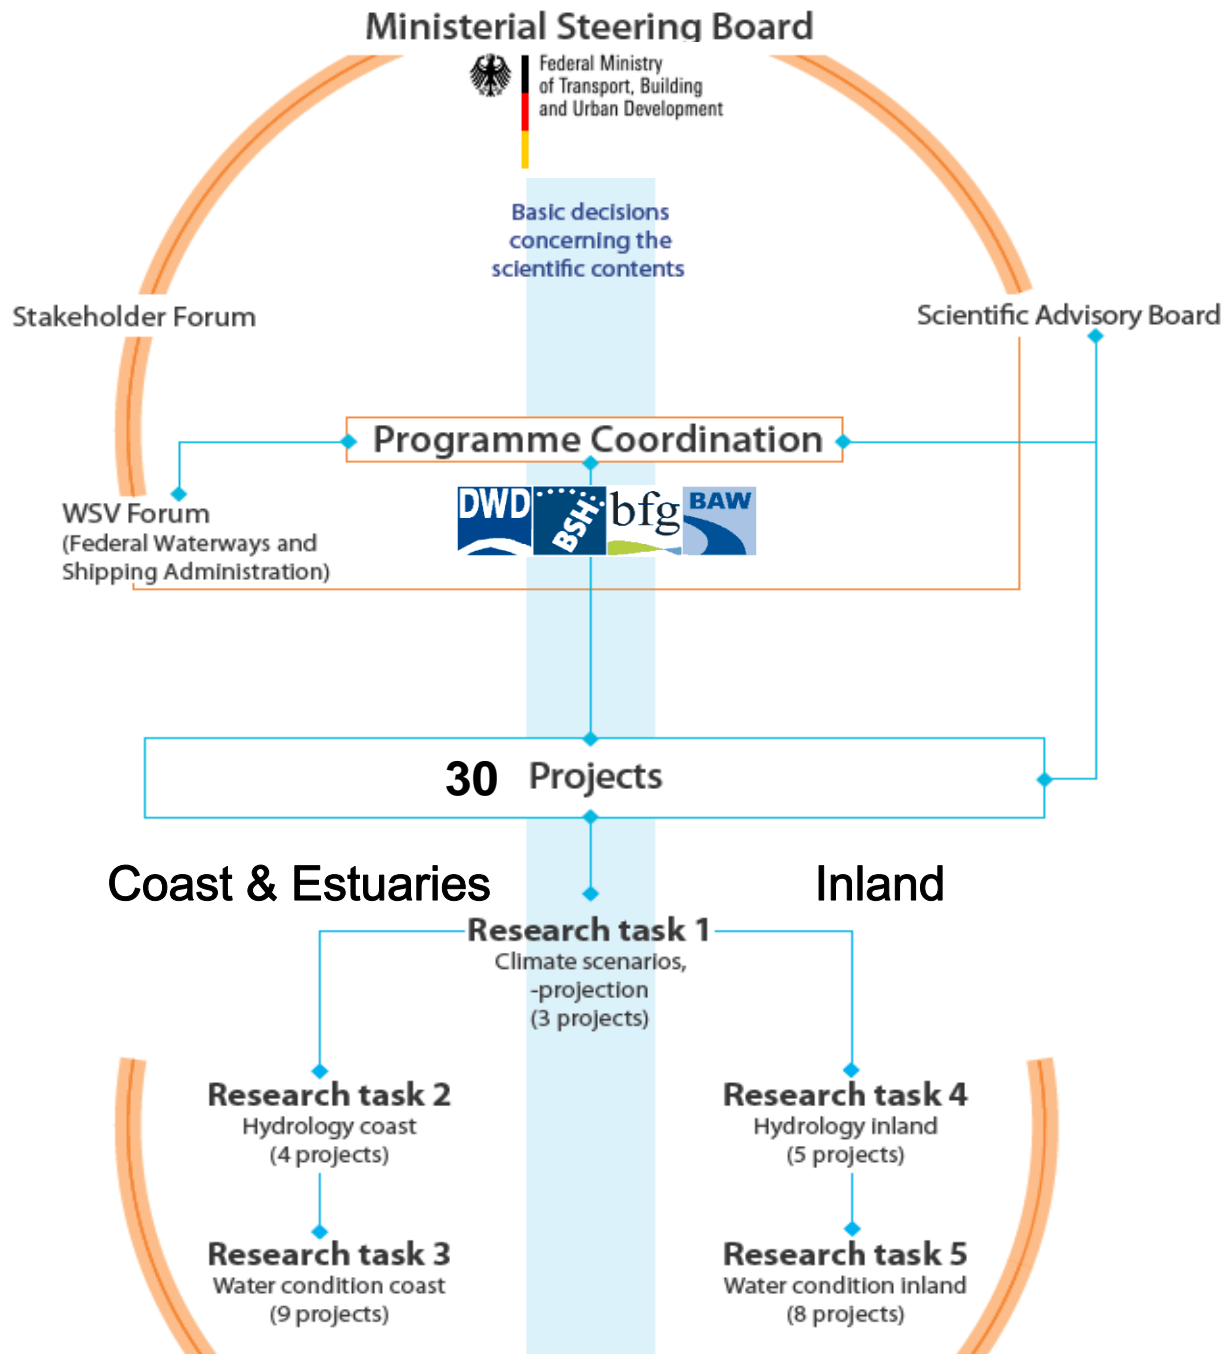 Ministerial Steering Board
Federal Ministry
of Transport, Building
and Urban Development
Basic decisions
concerning the
scientific contents
Stakeholder Forum
Scientific Advisory Board
Programme Coordination
DWD
BSH
bfg
BAW
WSV Forum
(Federal Waterways and
Shipping Administration)
30 Projects
Coast & Estuaries
Inland
Research task 1
Climate scenarios,
-projection
(3 projects)
Research task 2
Hydrology coast
(4 projects)
Research task 4
Hydrology inland
(5 projects)
Research task 3
Water condition coast
(9 projects)
Research task 5
Water condition inland
(8 projects)